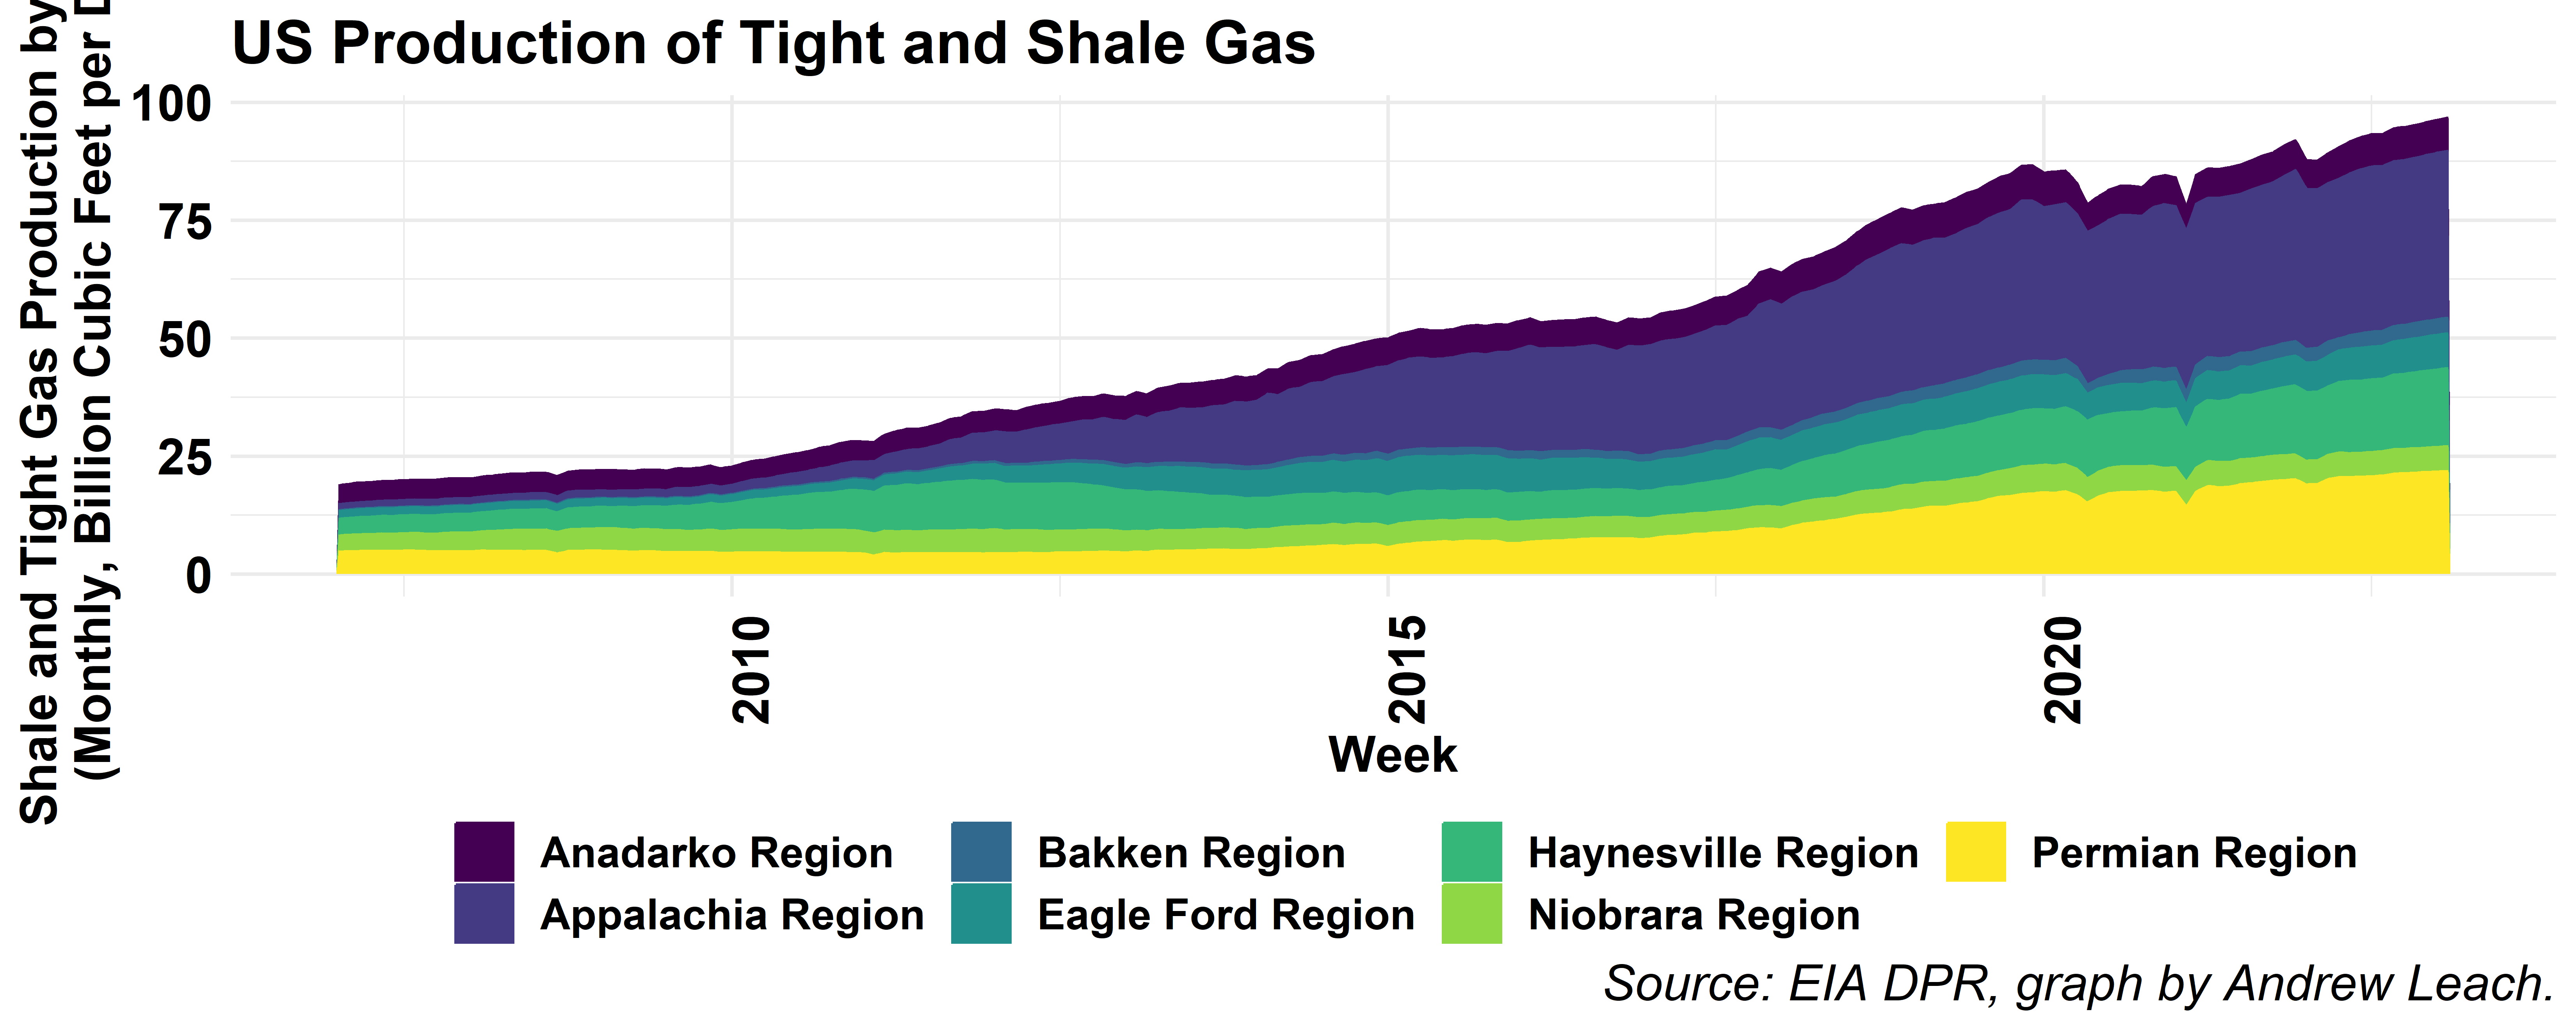 US Production of Tight and Shale Gas
Shale and Tight Gas Production by
(Monthly, Billion Cubic Feet per
100
75
50
25
0
2010
2015
2020
Week
Anadarko Region
Bakken Region
Haynesville Region
Permian Region
Appalachia Region
Eagle Ford Region
Niobrara Region
Source: EIA DPR, graph by Andrew Leach.